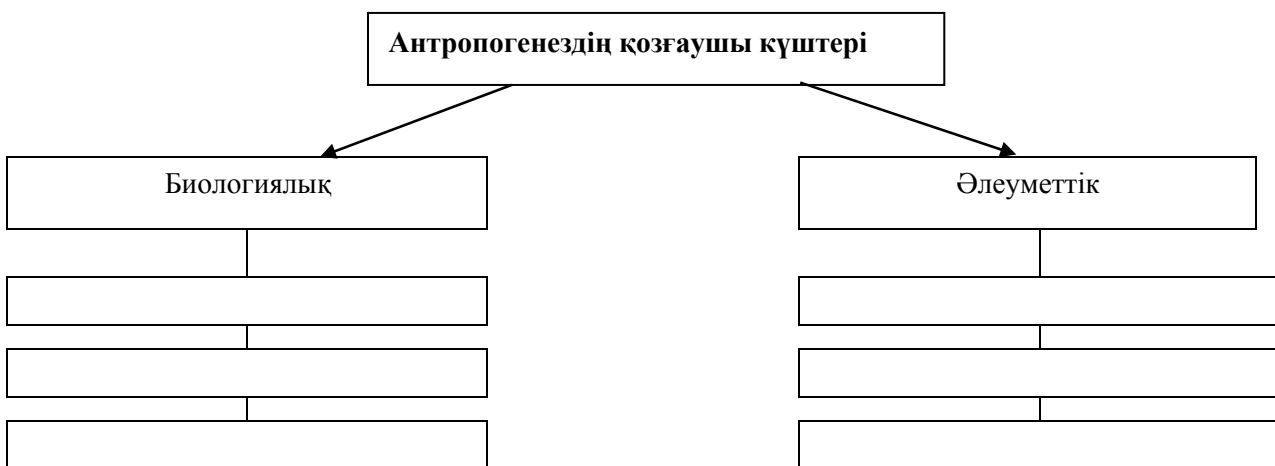 Антропогенездің қозғаушы күштері
Биологиялық
Әлеуметтік